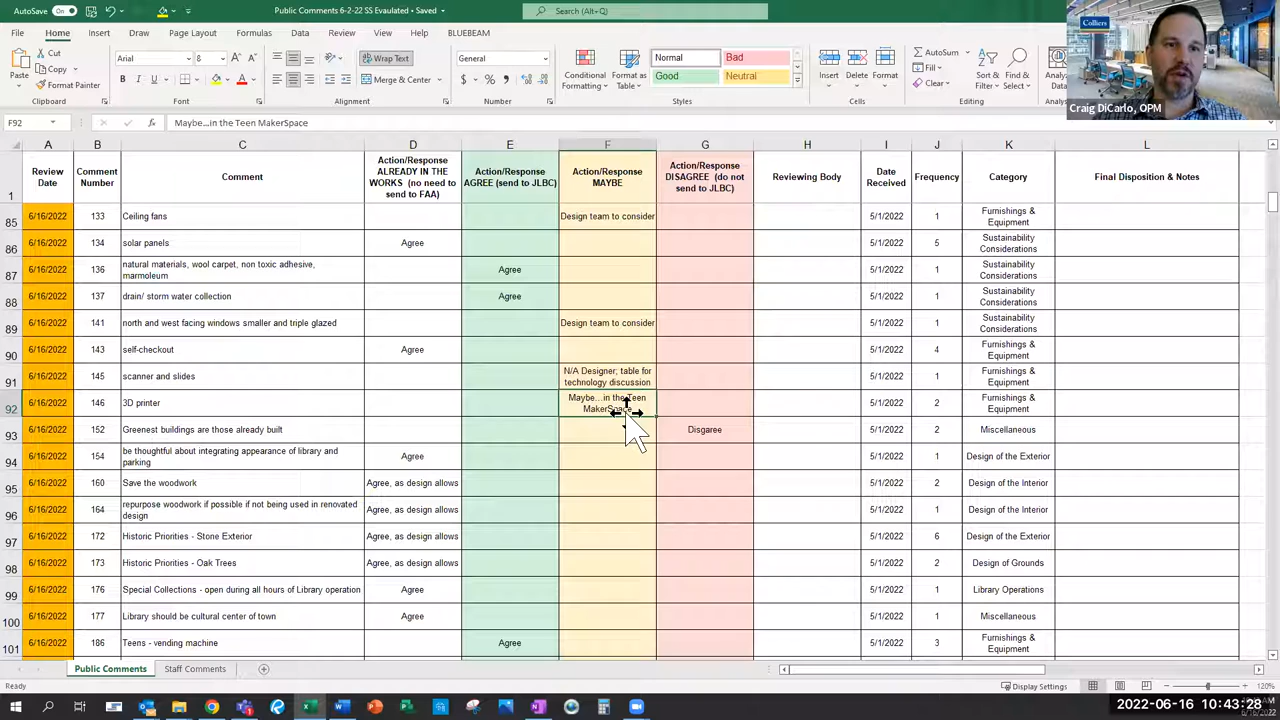 AutoSave On
Public Comments 6-2-22 SS Evaulated • Saved
Search (Alt+Q)
File Home Insert Draw Page Layout Formulas Data Review View Help BLUEBEAM
Paste
Cut
Copy
Format Painter
Clipboard
Arial 8
B I U
Font
Wrap Text
Merge & Center
Alignment
General
$ % ,
Number
Conditional Formatting
Format as Table
Normal Bad
Good Neutral
Styles
Insert Delete Format
Cells
AutoSum
Fill
Clear
Sort & Filter
Find & Select
Editing
Colliers
Craig DiCarlo, OPM
F92 fx Maybe...in the Teen MakerSpace
A B C D E F G H I J K L
1 Review Date Comment Number Comment Action/Response ALREADY IN THE WORKS (no need to send to FAA) Action/Response AGREE (send to JLBC) Action/Response MAYBE Action/Response DISAGREE (do not send to JLBC) Reviewing Body Date Received Frequency Category Final Disposition & Notes
85 6/16/2022 133 Ceiling fans Design team to consider 5/1/2022 1 Furnishings & Equipment
86 6/16/2022 134 solar panels Agree 5/1/2022 5 Sustainability Considerations
87 6/16/2022 136 natural materials, wool carpet, non toxic adhesive, marmoleum Agree 5/1/2022 1 Sustainability Considerations
88 6/16/2022 137 drain/ storm water collection Agree 5/1/2022 1 Sustainability Considerations
89 6/16/2022 141 north and west facing windows smaller and triple glazed Design team to consider 5/1/2022 1 Sustainability Considerations
90 6/16/2022 143 self-checkout Agree 5/1/2022 4 Furnishings & Equipment
91 6/16/2022 145 scanner and slides N/A Designer; table for technology discussion 5/1/2022 1 Furnishings & Equipment
92 6/16/2022 146 3D printer Maybe...in the Teen MakerSpace 5/1/2022 2 Furnishings & Equipment
93 6/16/2022 152 Greenest buildings are those already built Disgaree 5/1/2022 2 Miscellaneous
94 6/16/2022 154 be thoughtful about integrating appearance of library and parking Agree 5/1/2022 1 Design of the Exterior
95 6/16/2022 160 Save the woodwork Agree, as design allows 5/1/2022 2 Design of the Interior
96 6/16/2022 164 repurpose woodwork if possible if not being used in renovated design Agree, as design allows 5/1/2022 1 Design of the Interior
97 6/16/2022 172 Historic Priorities - Stone Exterior Agree, as design allows 5/1/2022 6 Design of the Exterior
98 6/16/2022 173 Historic Priorities - Oak Trees Agree, as design allows 5/1/2022 2 Design of Grounds
99 6/16/2022 176 Special Collections - open during all hours of Library operation Agree 5/1/2022 1 Library Operations
100 6/16/2022 177 Library should be cultural center of town Agree 5/1/2022 1 Miscellaneous
101 6/16/2022 186 Teens - vending machine Agree 5/1/2022 3 Furnishings & Equipment
Public Comments Staff Comments
Ready
Display Settings
120%
2022-06-16 10:43:28